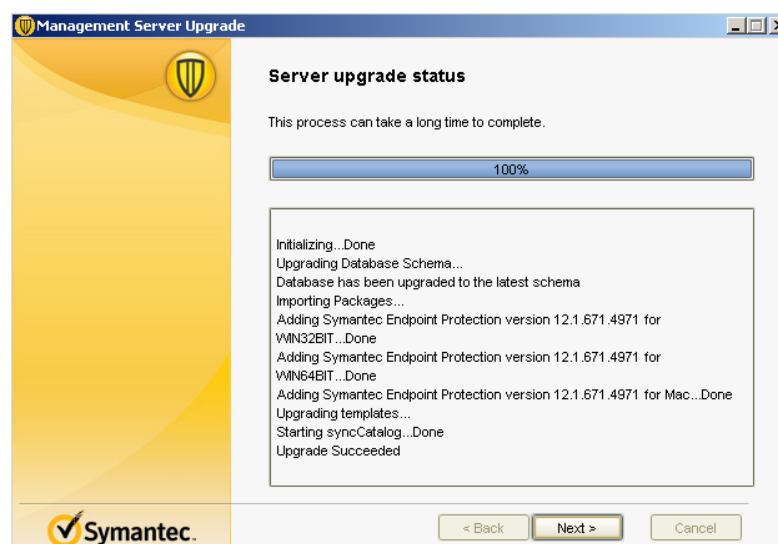 Management Server Upgrade
Server upgrade status
This process can take a long time to complete.
100%
Initializing...Done
Upgrading Database Schema...
Database has been upgraded to the latest schema
Importing Packages...
Adding Symantec Endpoint Protection version 12.1.671.4971 for
WIN32BIT...Done
Adding Symantec Endpoint Protection version 12.1.671.4971 for
WIN64BIT...Done
Adding Symantec Endpoint Protection version 12.1.671.4971 for Mac...Done
Upgrading templates...
Starting syncCatalog...Done
Upgrade Succeeded
Symantec.
< Back
Next >
Cancel